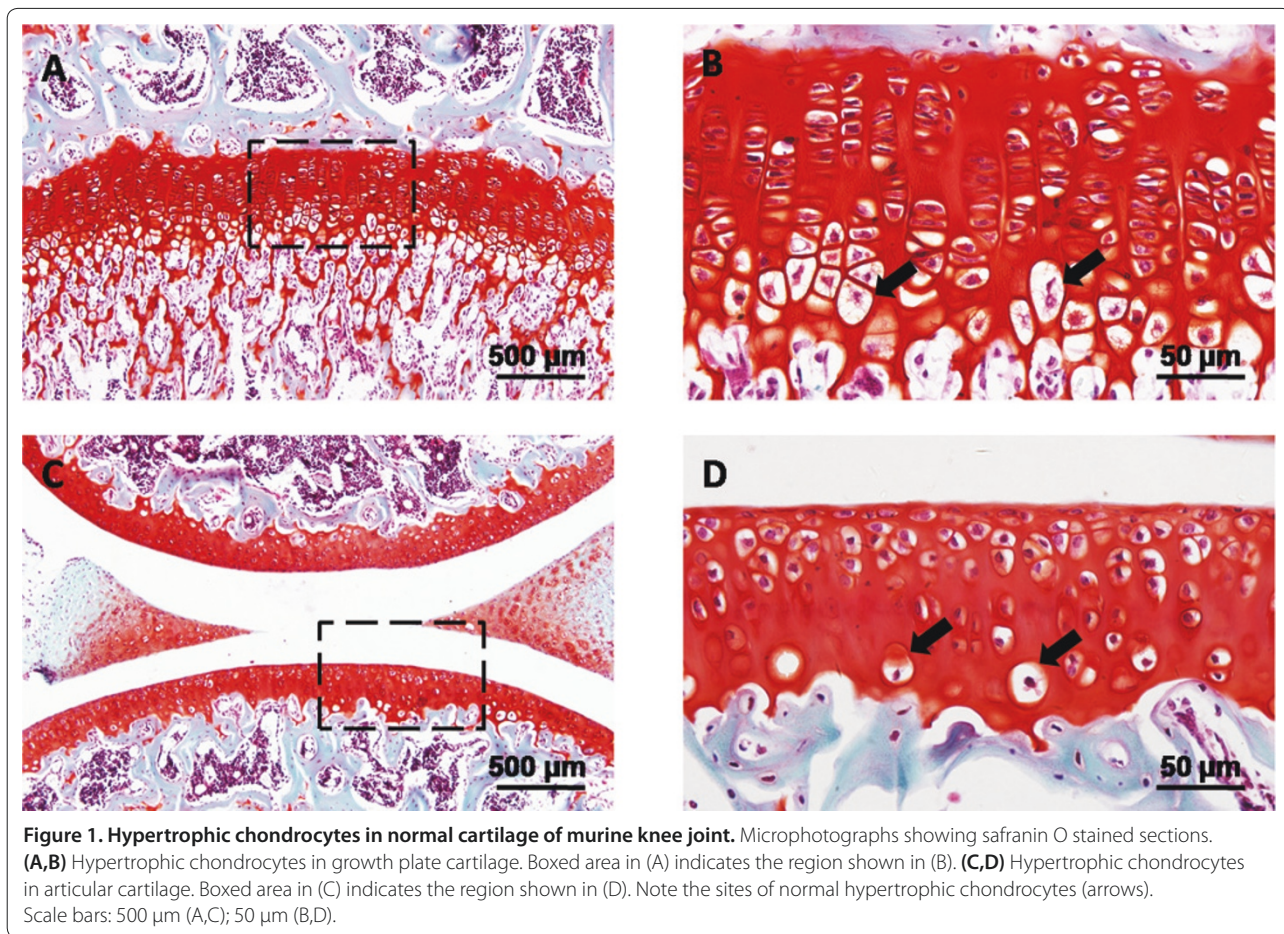 A
B
500 µm
50 µm
C
D
500 µm
50 µm
Figure 1. Hypertrophic chondrocytes in normal cartilage of murine knee joint. Microphotographs showing safranin O stained sections.
(A,B) Hypertrophic chondrocytes in growth plate cartilage. Boxed area in (A) indicates the region shown in (B). (C,D) Hypertrophic chondrocytes
in articular cartilage. Boxed area in (C) indicates the region shown in (D). Note the sites of normal hypertrophic chondrocytes (arrows).
Scale bars: 500 µm (A,C); 50 µm (B,D).